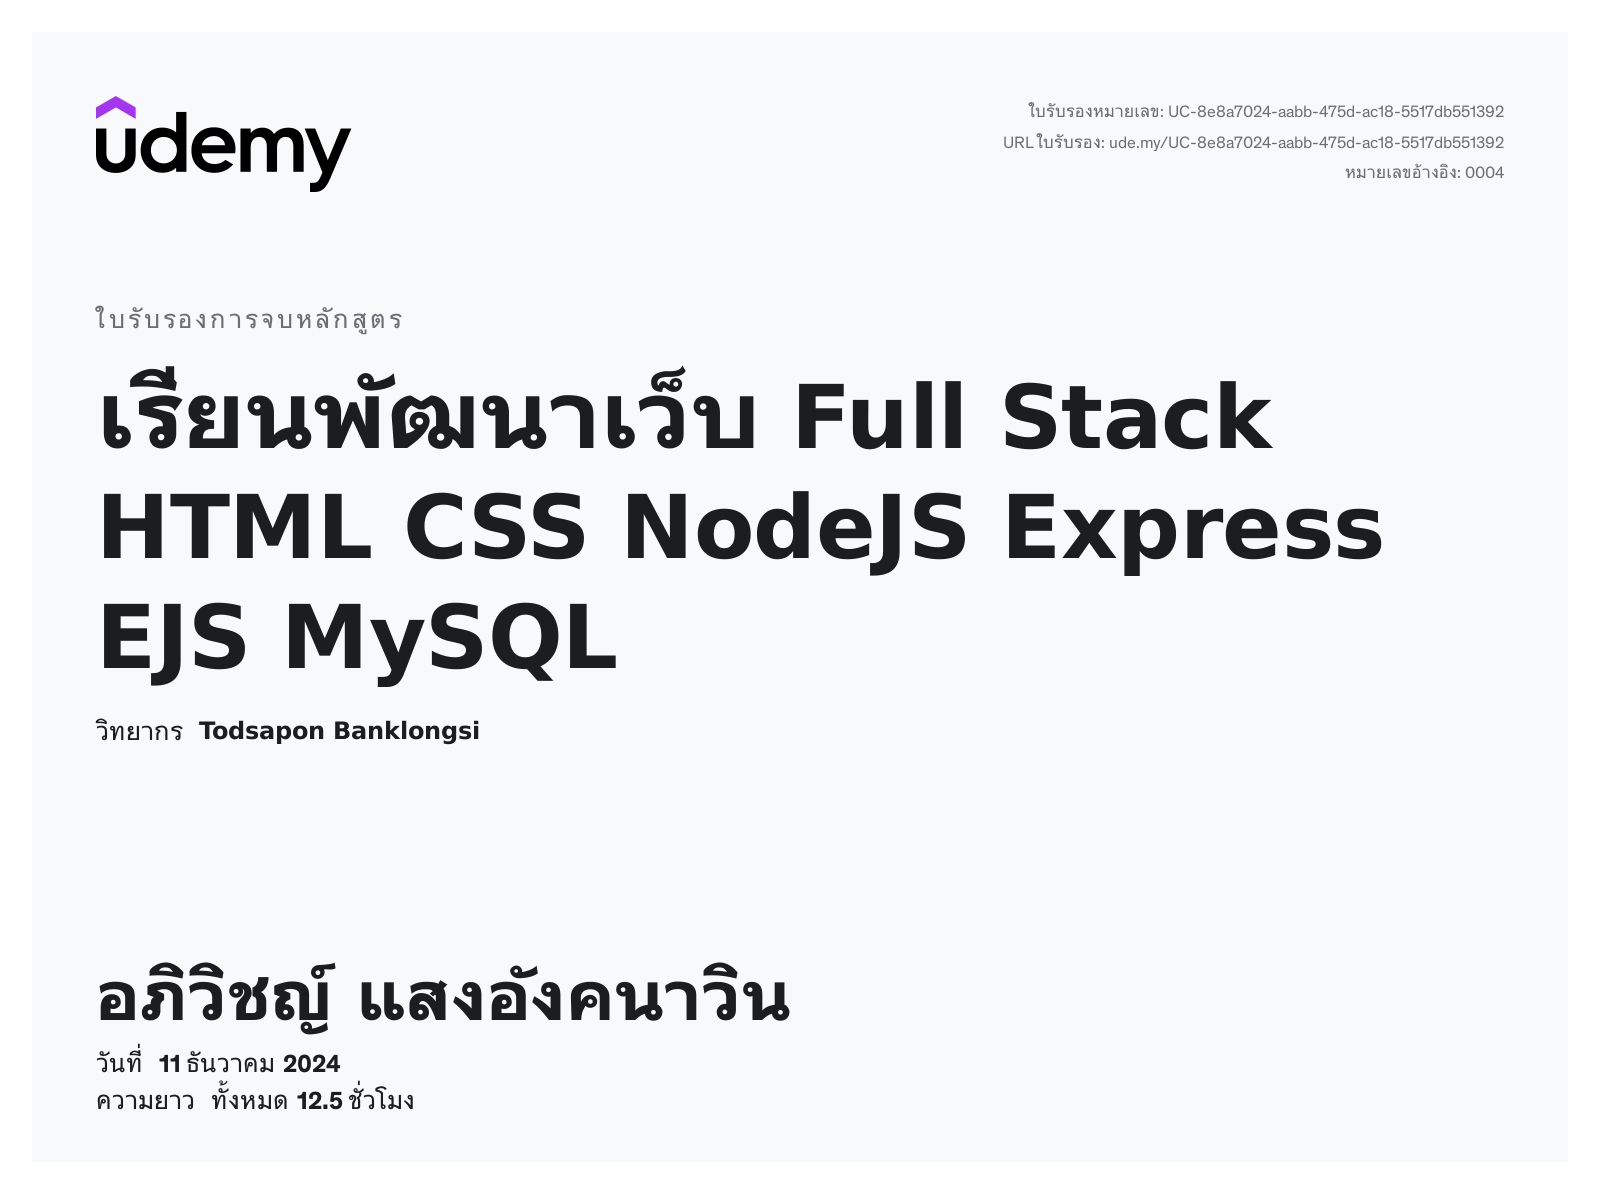 udemy
ใบรับรองหมายเลข: UC-8e8a7024-aabb-475d-ac18-5517db551392
URL ใบรับรอง: ude.my/UC-8e8a7024-aabb-475d-ac18-5517db551392
หมายเลขอ้างอิง: 0004
ใบรับรองการจบหลักสูตร
เรียนพัฒนาเว็บ Full Stack
HTML CSS NodeJS Express
EJS MySQL
วิทยากร Todsapon Banklongsi
อภิวิชญ์ แสงอังคนาวิน
วันที่ 11 ธันวาคม 2024
ความยาว ทั้งหมด 12.5 ชั่วโมง